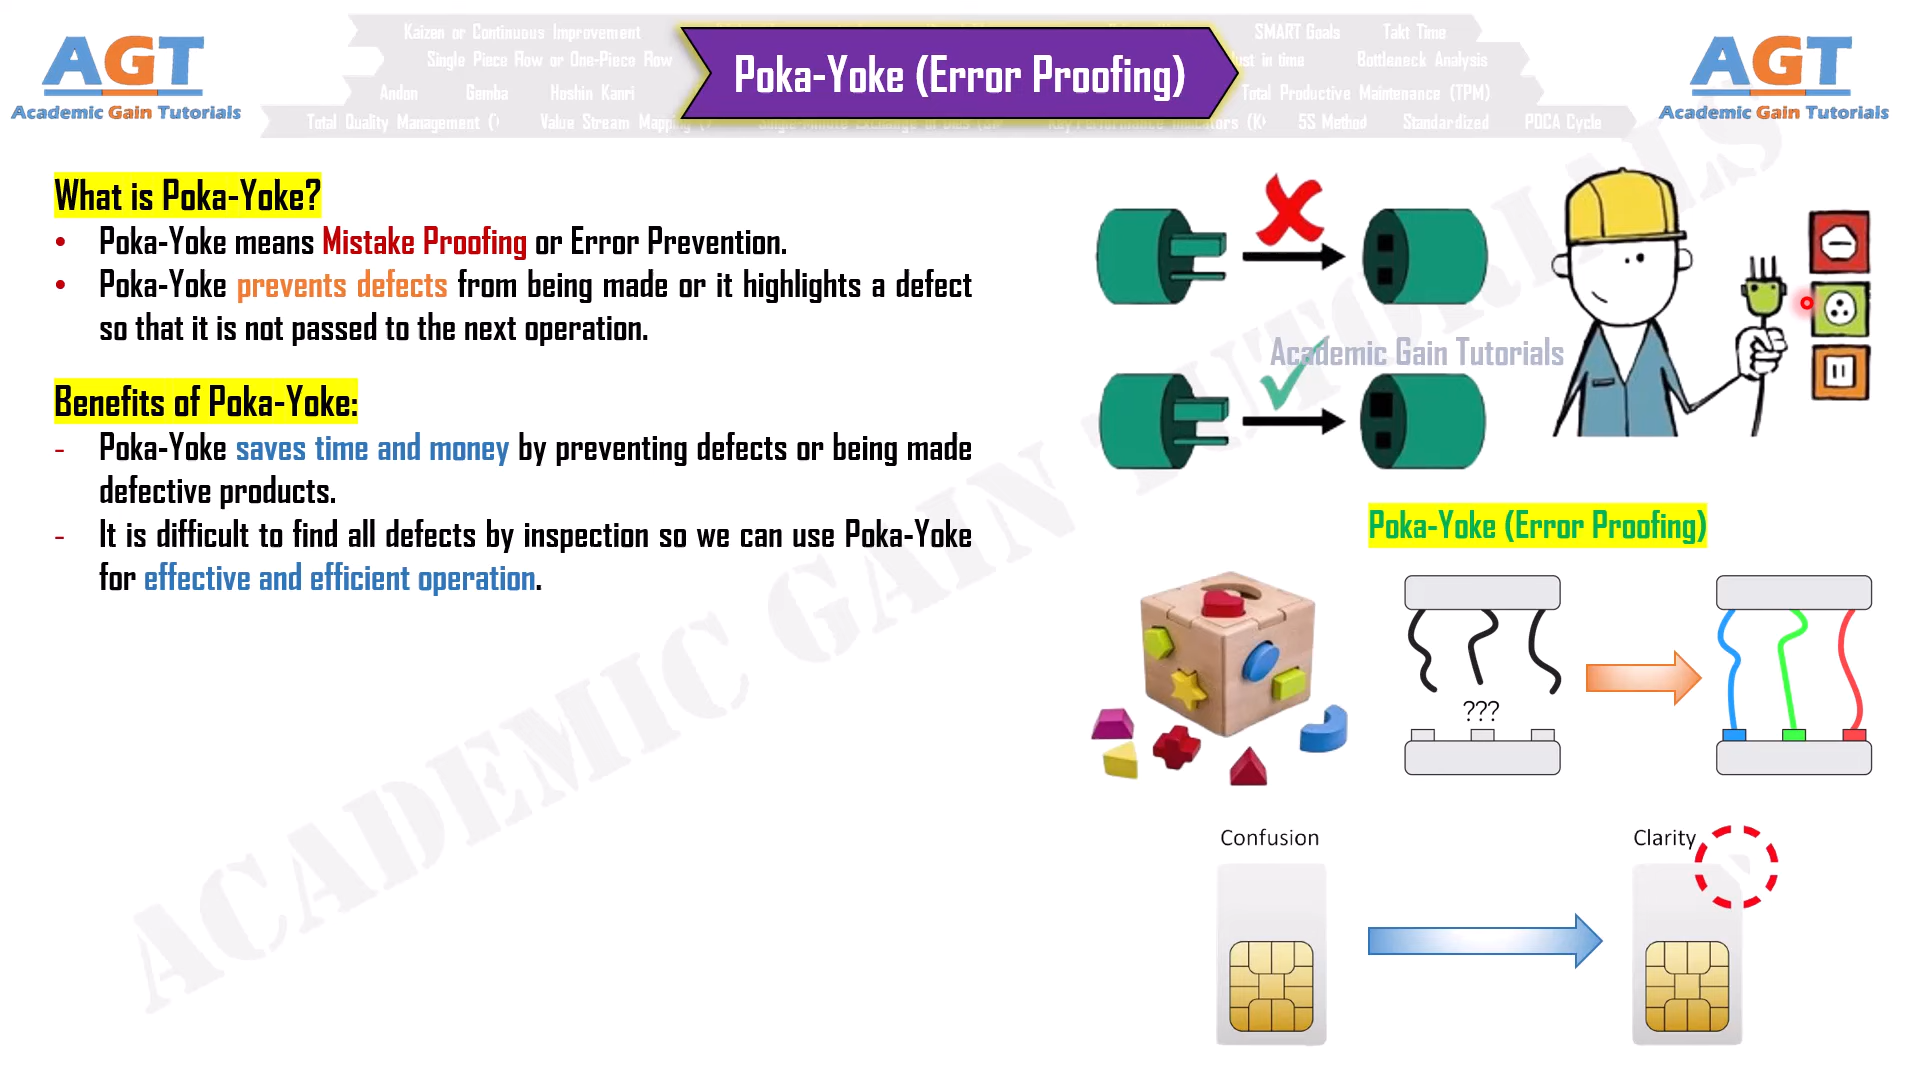 AGT
Academic Gain Tutorials
Kaizen or Continuous Improvement
SMART Goals
Takt Time
Single Piece Flow or One-Piece Flow
Just in time
Bottleneck Analysis
Andon
Gemba
Hoshin Kanri
Total Productive Maintenance (TPM)
Total Quality Management (
Value Stream Mapping (
5S Method
Standardized
PDCA Cycle
Poka-Yoke (Error Proofing)
AGT
Academic Gain Tutorials
What is Poka-Yoke?
• Poka-Yoke means Mistake Proofing or Error Prevention.
• Poka-Yoke prevents defects from being made or it highlights a defect
so that it is not passed to the next operation.
Benefits of Poka-Yoke:
- Poka-Yoke saves time and money by preventing defects or being made
defective products.
- It is difficult to find all defects by inspection so we can use Poka-Yoke
for effective and efficient operation.
Academic Gain Tutorials
Poka-Yoke (Error Proofing)
???
Confusion
Clarity
ACADEMIC GAIN TUTORIALS